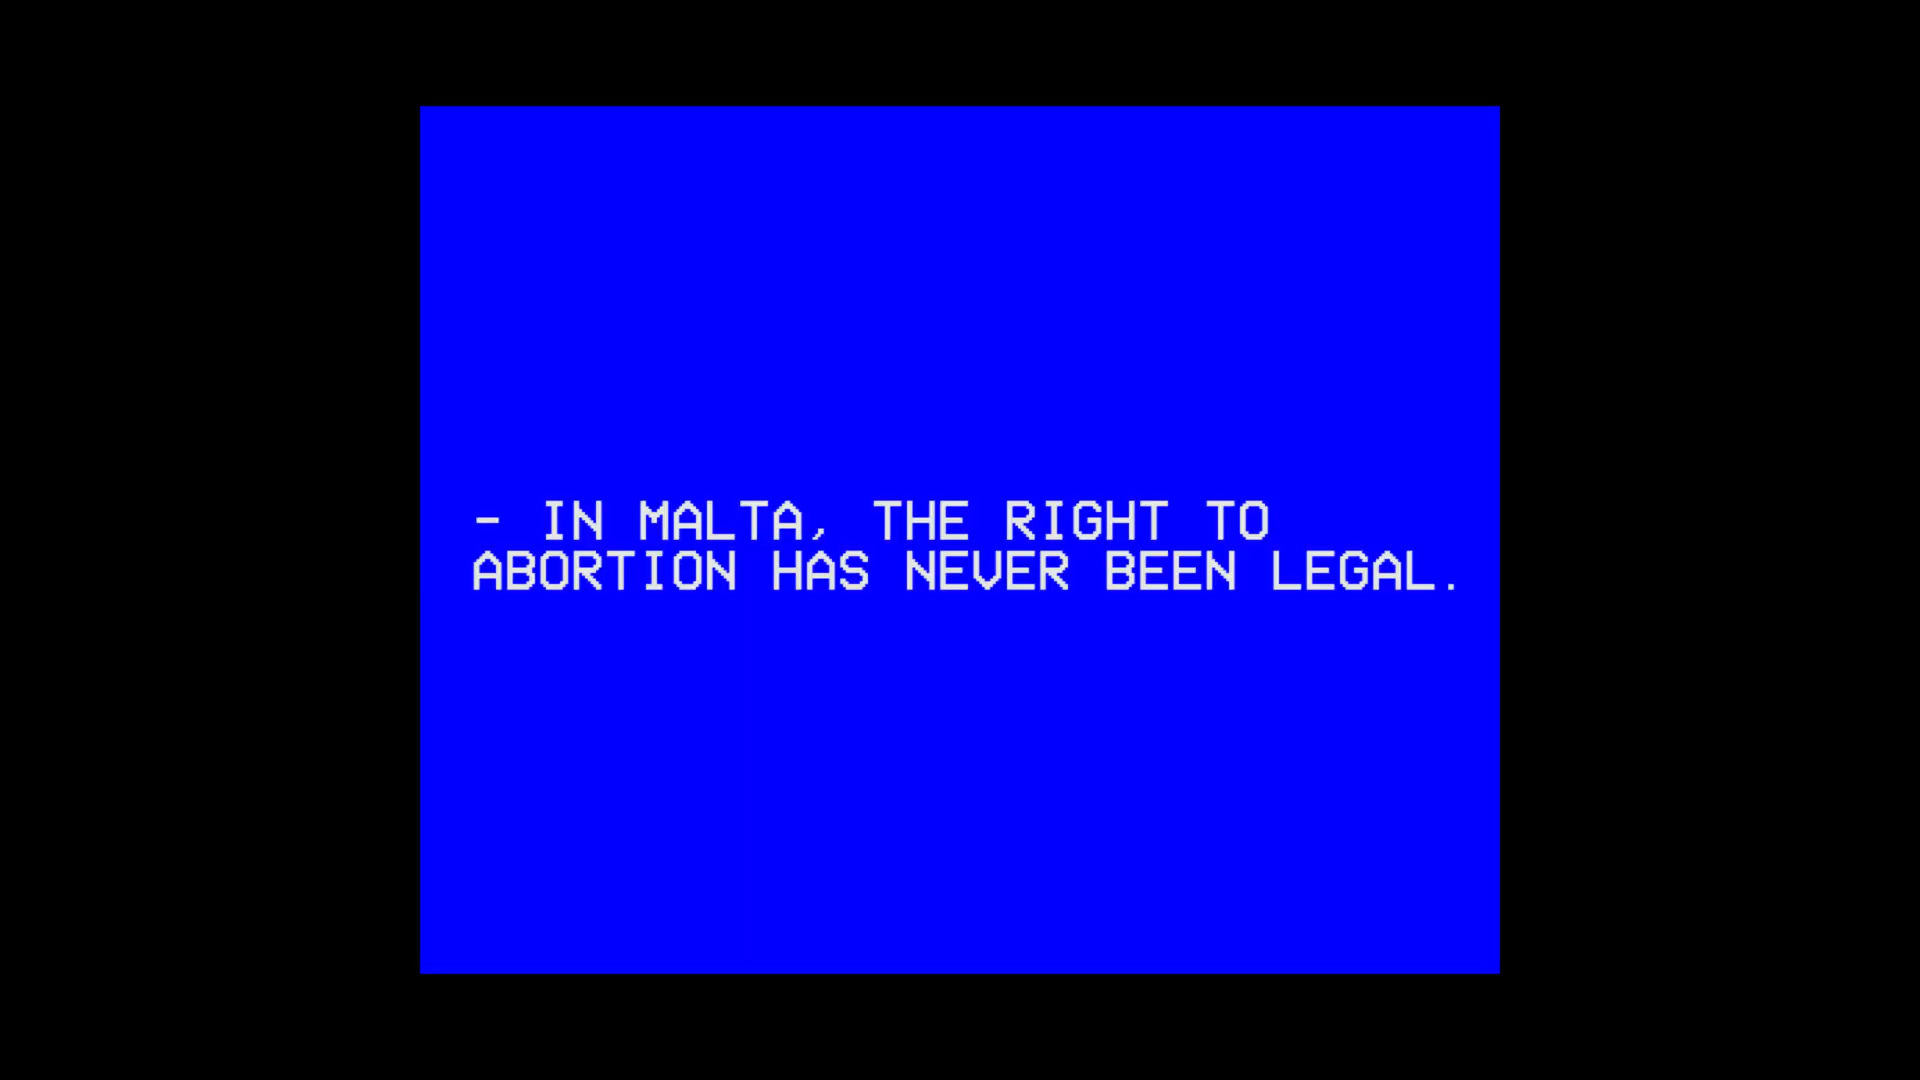 - IN MALTA, THE RIGHT TO
ABORTION HAS NEVER BEEN LEGAL.